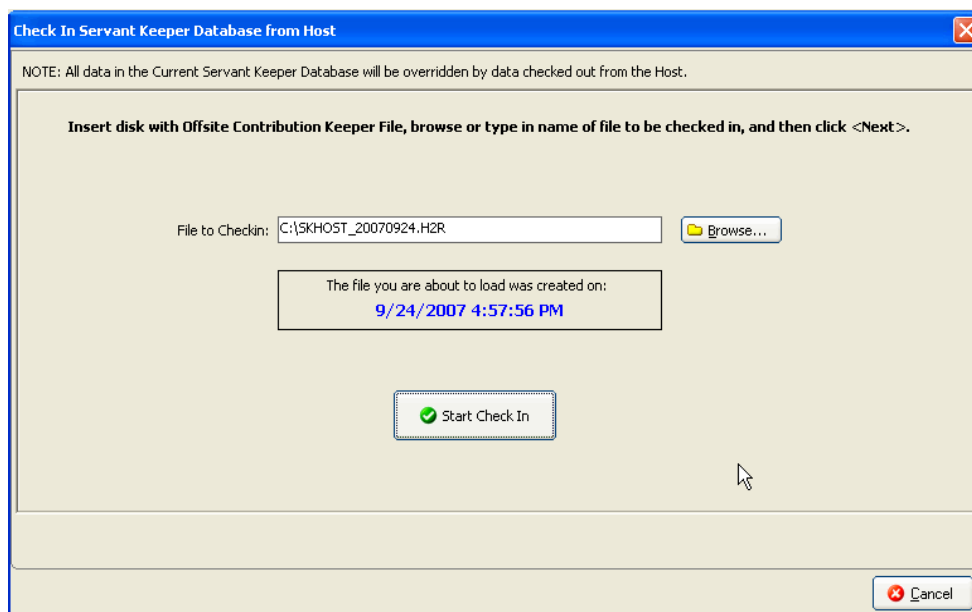 Check In Servant Keeper Database from Host
NOTE: All data in the Current Servant Keeper Database will be overridden by data checked out from the Host.
Insert disk with Offsite Contribution Keeper File, browse or type in name of file to be checked in, and then click <Next>.
File to Checkin: C:\SKHOST_20070924.H2R Browse...
The file you are about to load was created on:
9/24/2007 4:57:56 PM
Start Check In
Cancel